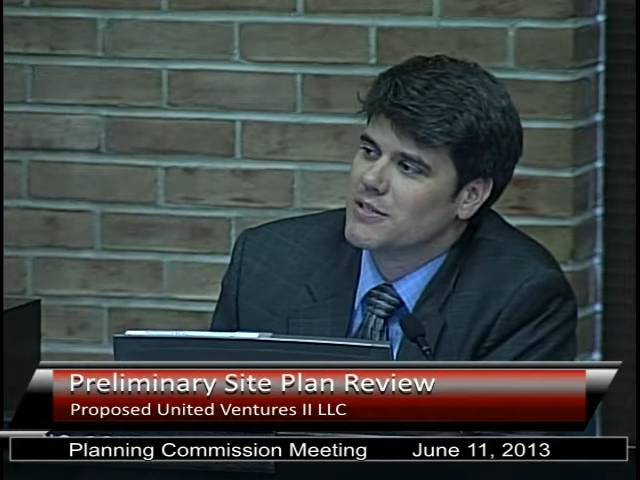 Preliminary Site Plan Review
Proposed United Ventures II LLC
Planning Commission Meeting June 11, 2013